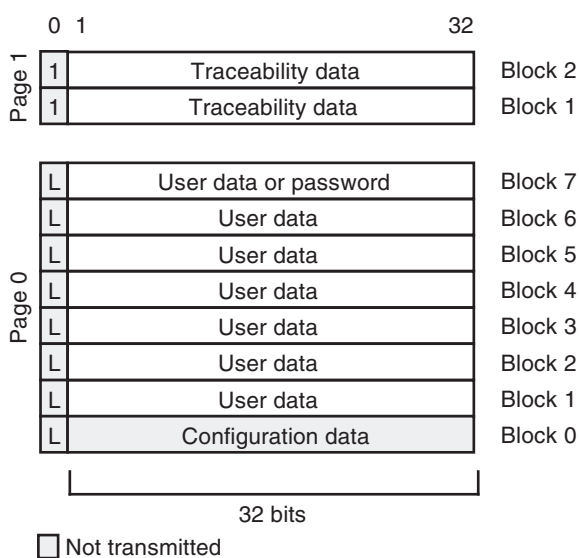 0 1 32
Page 1
1 Traceability data Block 2
1 Traceability data Block 1
Page 0
L User data or password Block 7
L User data Block 6
L User data Block 5
L User data Block 4
L User data Block 3
L User data Block 2
L User data Block 1
L Configuration data Block 0
32 bits
Not transmitted